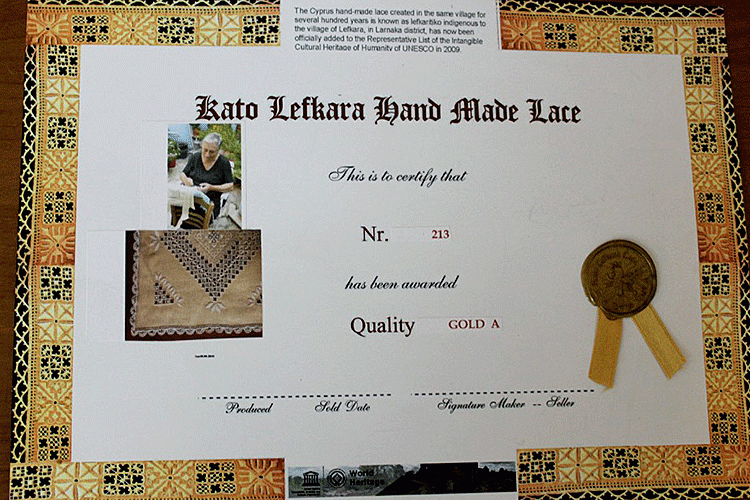 The Cyprus hand-made lace created in the same village for
several hundred years is known as lefkaritiko indigenous to
the village of Lefkara, in Larnaka district, has now been
officially added to the Representative List of the Intangible
Cultural Heritage of Humanity of UNESCO in 2009.
Kato Lefkara Hand Made Lace
This is to certify that
Nr. 213
has been awarded
Quality GOLD A
Produced Sold Date Signature Maker -- Seller
World
Heritage